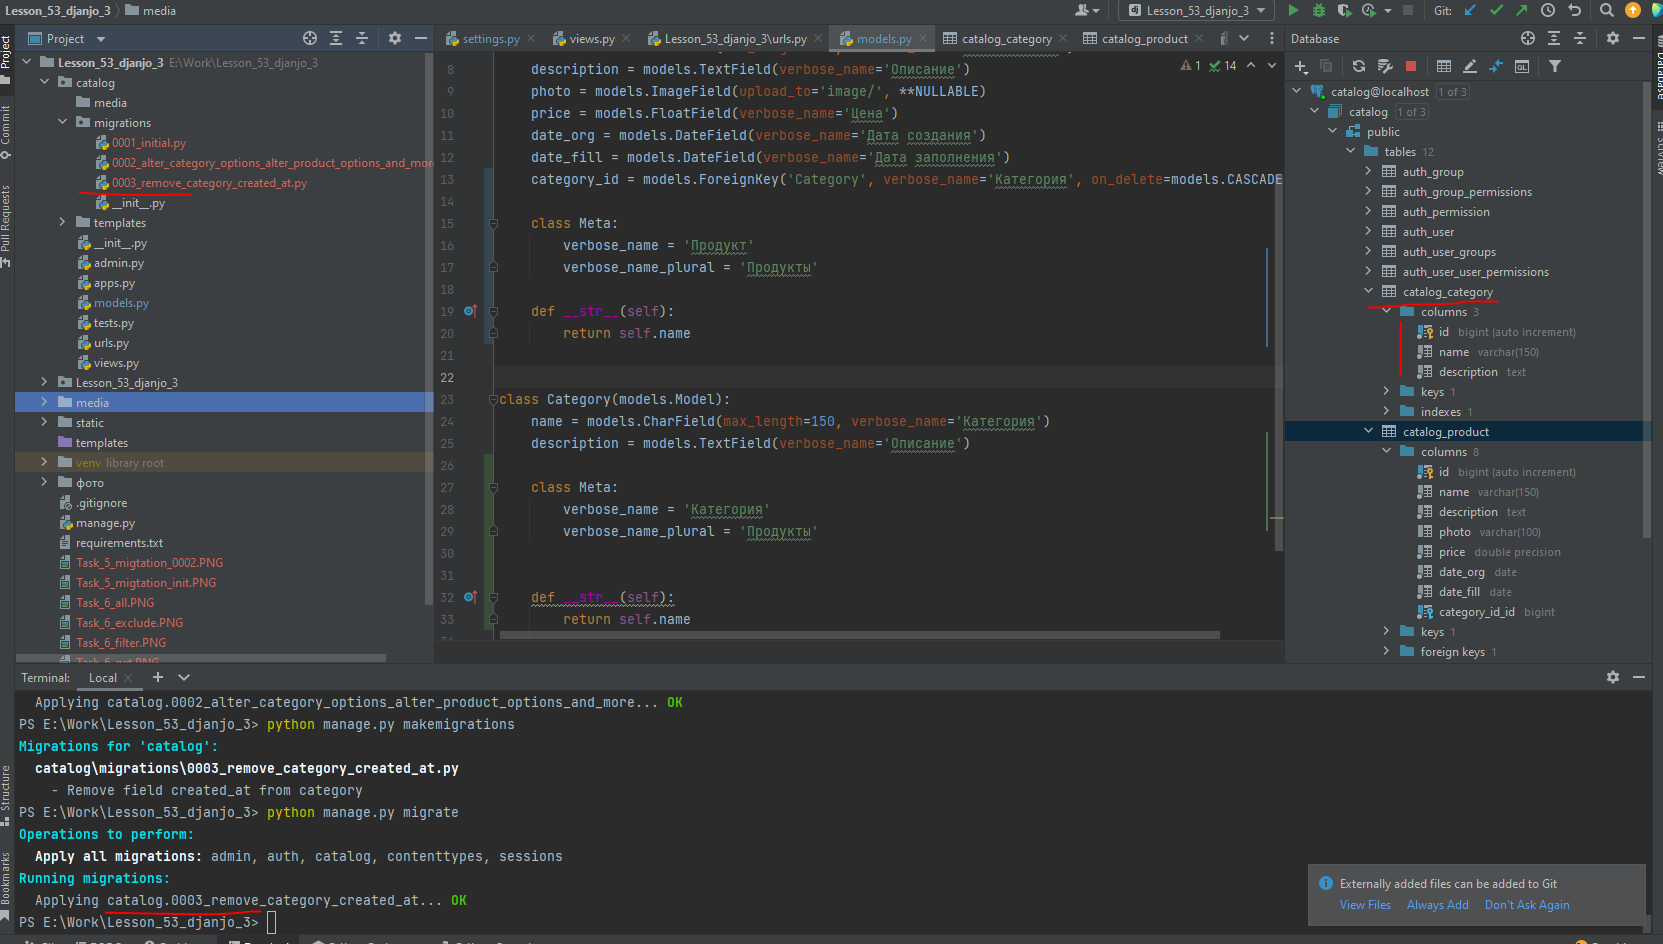 Lesson_53_djanjo_3 media
Lesson_53_djanjo_3
Git:
Project
settings.py
views.py
Lesson_53_djanjo_3\urls.py
models.py
catalog_category
catalog_product
Database
Project
Commit
Pull Requests
Structure
Bookmarks
Database
SciView
Lesson_53_djanjo_3 E:\Work\Lesson_53_djanjo_3
catalog
media
migrations
0001_initial.py
0002_alter_category_options_alter_product_options_and_more
0003_remove_category_created_at.py
__init__.py
templates
__init__.py
admin.py
apps.py
models.py
tests.py
urls.py
views.py
Lesson_53_djanjo_3
media
static
templates
venv library root
фото
.gitignore
manage.py
requirements.txt
Task_5_migtation_0002.PNG
Task_5_migtation_init.PNG
Task_6_all.PNG
Task_6_exclude.PNG
Task_6_filter.PNG
Task_6_get.PNG
1 14
8 description = models.TextField(verbose_name='Описание')
9 photo = models.ImageField(upload_to='image/', **NULLABLE)
10 price = models.FloatField(verbose_name='Цена')
11 date_org = models.DateField(verbose_name='Дата создания')
12 date_fill = models.DateField(verbose_name='Дата заполнения')
13 category_id = models.ForeignKey('Category', verbose_name='Категория', on_delete=models.CASCADE
14
15 class Meta:
16 verbose_name = 'Продукт'
17 verbose_name_plural = 'Продукты'
18
19 def __str__(self):
20 return self.name
21
22
23 class Category(models.Model):
24 name = models.CharField(max_length=150, verbose_name='Категория')
25 description = models.TextField(verbose_name='Описание')
26
27 class Meta:
28 verbose_name = 'Категория'
29 verbose_name_plural = 'Продукты'
30
31
32 def __str__(self):
33 return self.name
catalog@localhost 1 of 3
catalog 1 of 3
public
tables 12
auth_group
auth_group_permissions
auth_permission
auth_user
auth_user_groups
auth_user_user_permissions
catalog_category
columns 3
id bigint (auto increment)
name varchar(150)
description text
keys 1
indexes 1
catalog_product
columns 8
id bigint (auto increment)
name varchar(150)
description text
photo varchar(100)
price double precision
date_org date
date_fill date
category_id_id bigint
keys 1
foreign keys 1
Terminal: Local
Applying catalog.0002_alter_category_options_alter_product_options_and_more... OK
PS E:\Work\Lesson_53_djanjo_3> python manage.py makemigrations
Migrations for 'catalog':
catalog\migrations\0003_remove_category_created_at.py
- Remove field created_at from category
PS E:\Work\Lesson_53_djanjo_3> python manage.py migrate
Operations to perform:
Apply all migrations: admin, auth, catalog, contenttypes, sessions
Running migrations:
Applying catalog.0003_remove_category_created_at... OK
PS E:\Work\Lesson_53_djanjo_3>
Externally added files can be added to Git
View Files Always Add Don't Ask Again